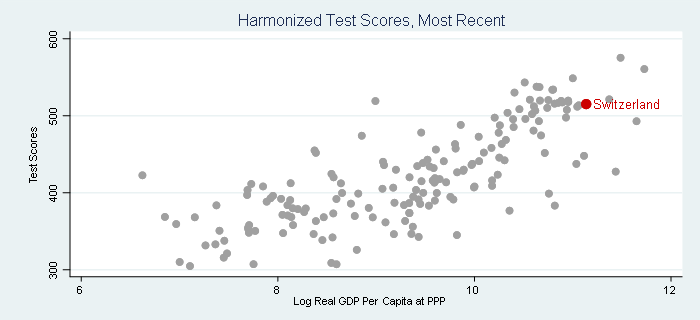 Harmonized Test Scores, Most Recent
600
500
400
300
Test Scores
Switzerland
6
8
10
12
Log Real GDP Per Capita at PPP